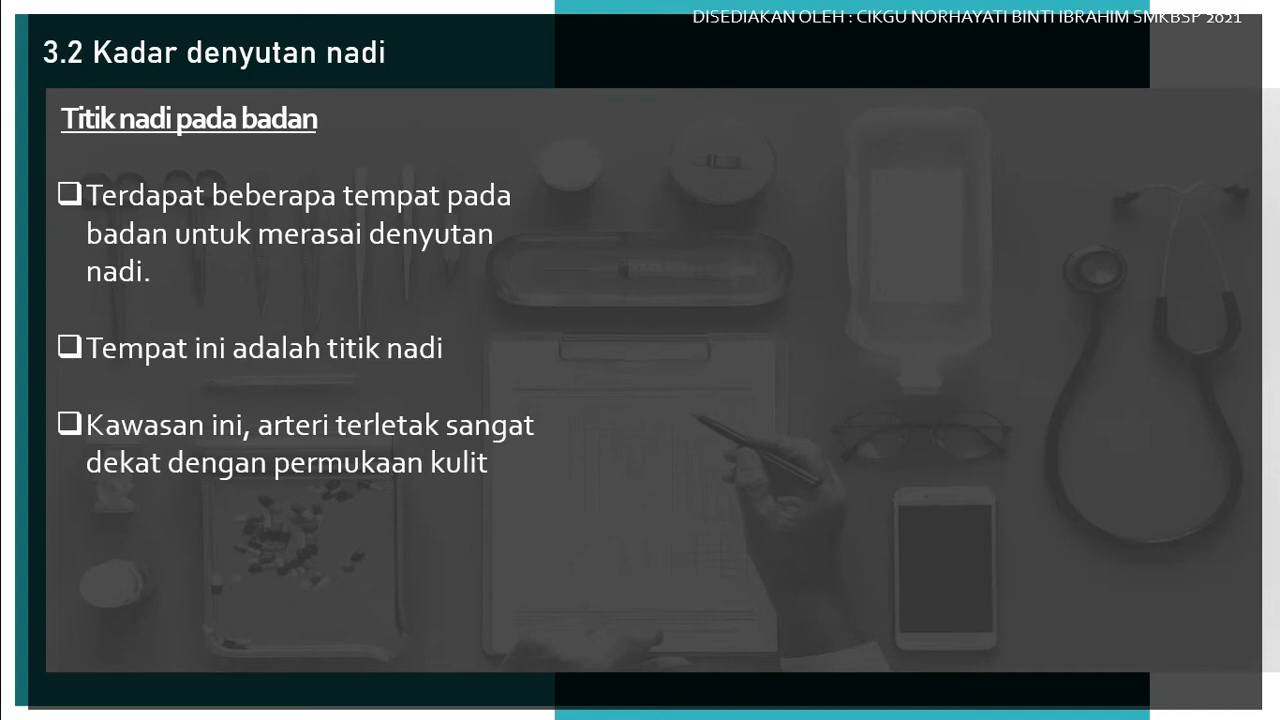 DISEDIAKAN OLEH : CIKGU NORHAYATI BINTI IBRAHIM SMKBSP 2021
3.2 Kadar denyutan nadi
Titik nadi pada badan
❑Terdapat beberapa tempat pada
badan untuk merasai denyutan
nadi.
❑Tempat ini adalah titik nadi
❑Kawasan ini, arteri terletak sangat
dekat dengan permukaan kulit